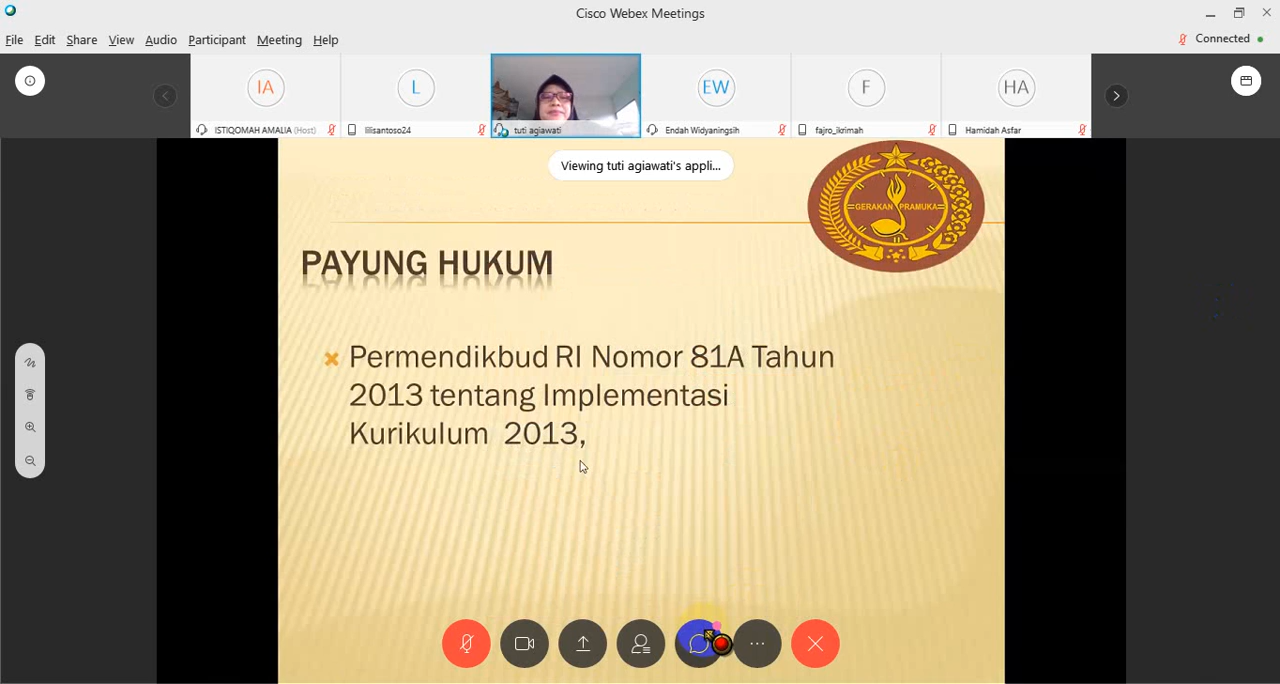 Cisco Webex Meetings
File Edit Share View Audio Participant Meeting Help
Connected
IA
L
EW
F
HA
ISTIQOMAH AMALIA (Host)
lilisantoso24
tuti agiawati
Endah Widyaningsih
fajro_ikrimah
Hamidah Asfar
Viewing tuti agiawati's appli...
GERAKAN PRAMUKA
PAYUNG HUKUM
Permendikbud RI Nomor 81A Tahun
2013 tentang Implementasi
Kurikulum 2013,